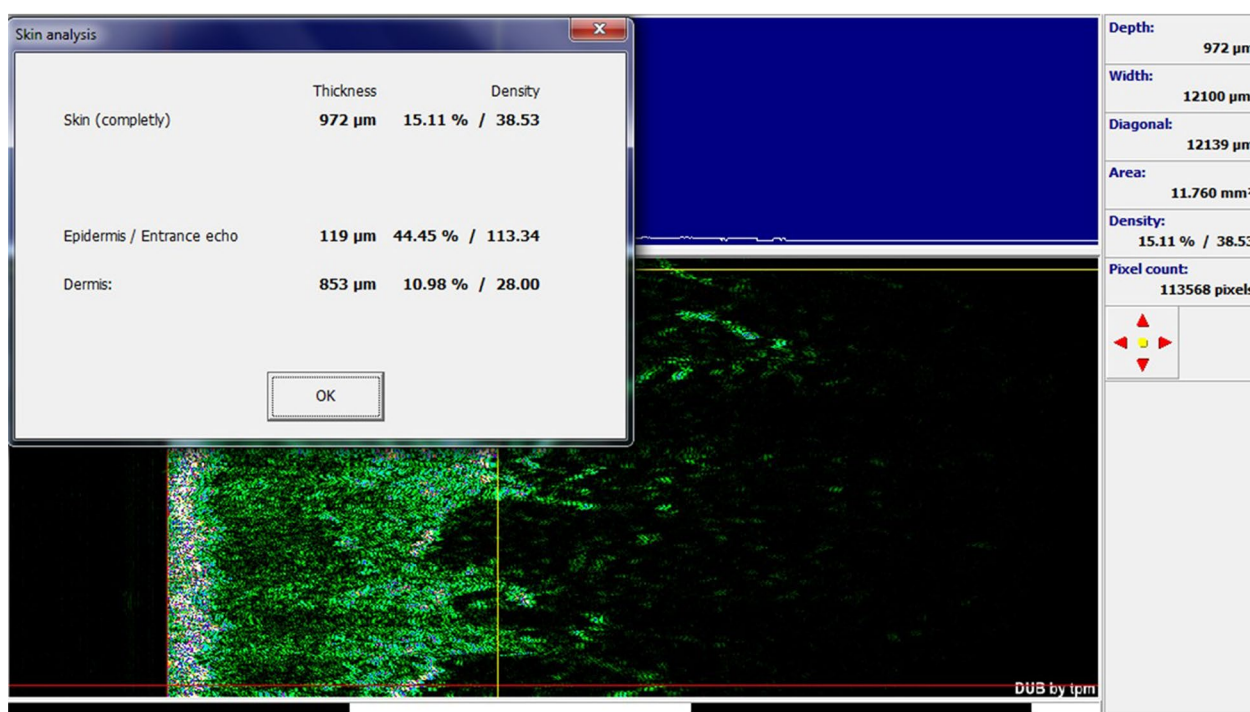 Skin analysis
Thickness Density
Skin (completly) 972 µm 15.11 % / 38.53
Epidermis / Entrance echo 119 µm 44.45 % / 113.34
Dermis: 853 µm 10.98 % / 28.00
OK
Depth:
972 µm
Width:
12100 µm
Diagonal:
12139 µm
Area:
11.760 mm²
Density:
15.11 % / 38.53
Pixel count:
113568 pixels
DUB by tpm